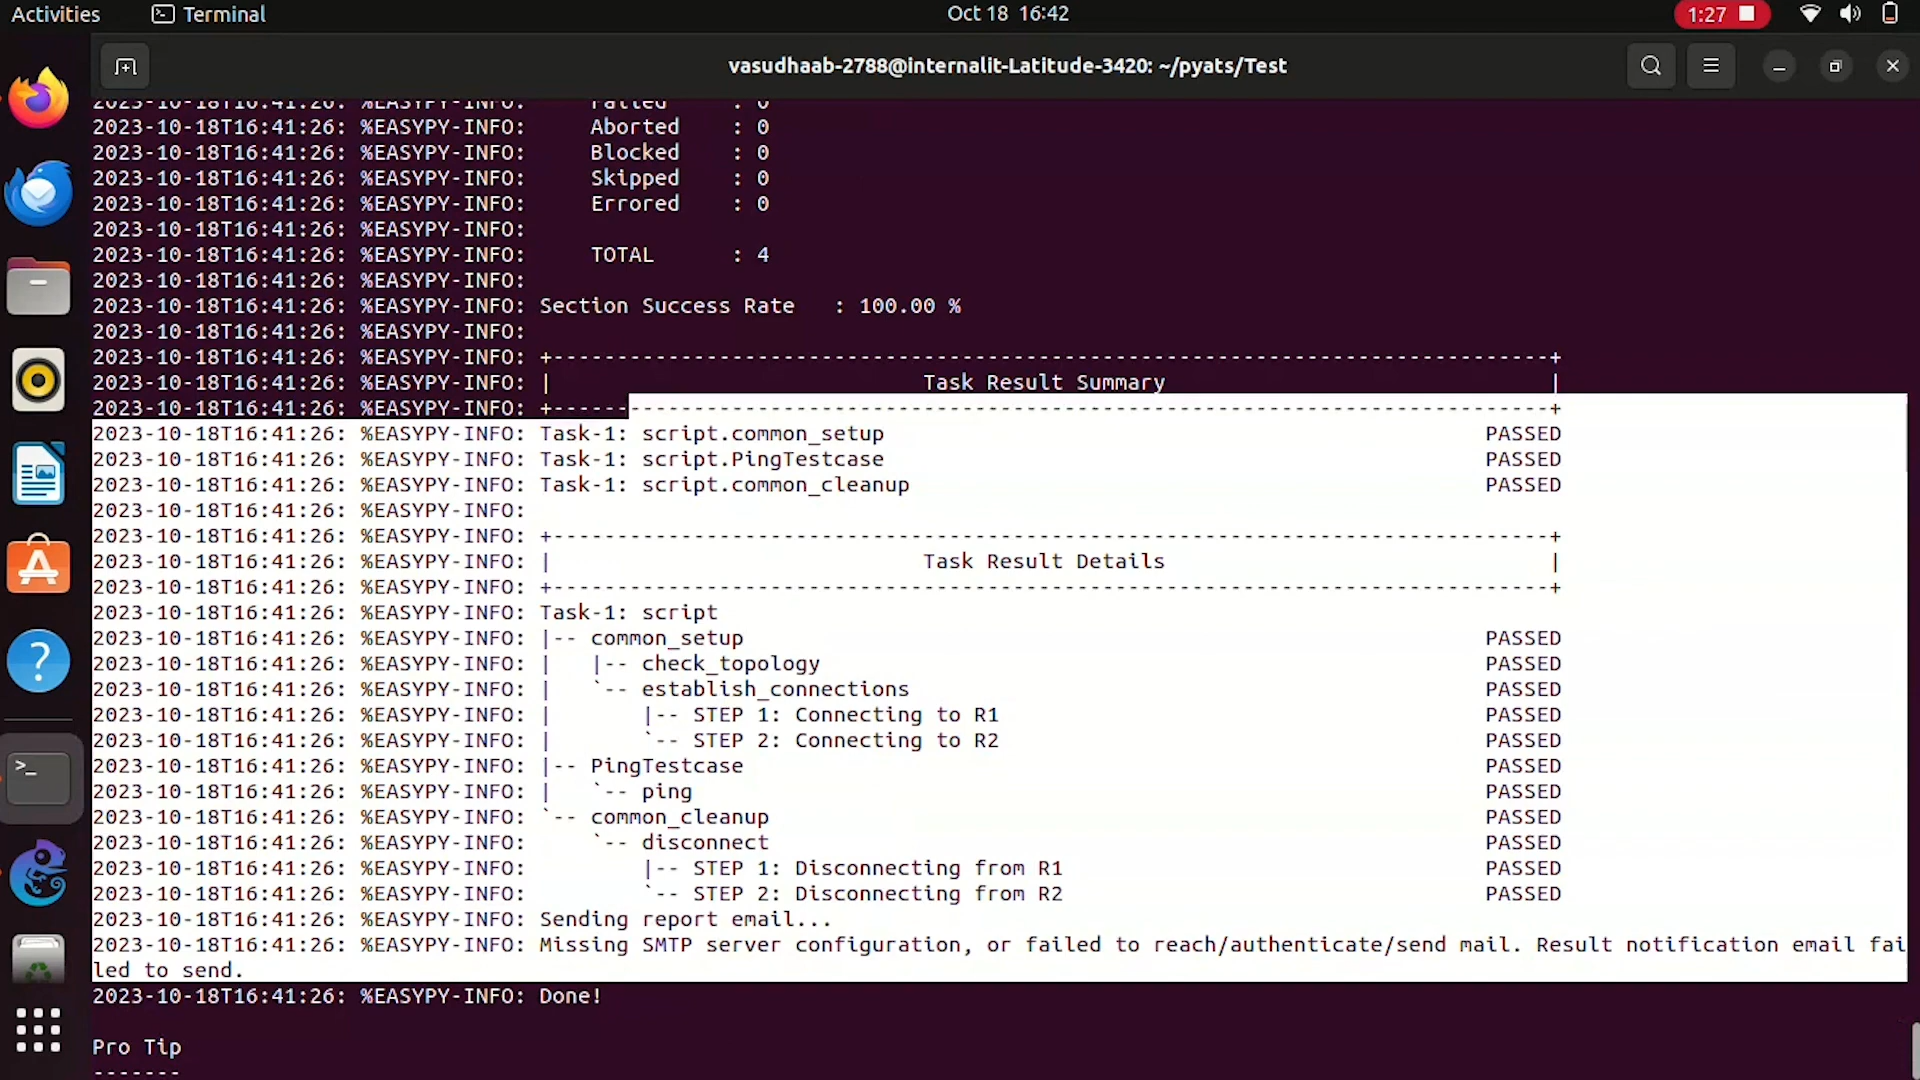 Activities
Terminal
Oct 18 16:42
1:27
vasudhaab-2788@internalit-Latitude-3420: ~/pyats/Test
2023-10-18T16:41:26: %EASYPY-INFO:     Failed     : 0
2023-10-18T16:41:26: %EASYPY-INFO:     Aborted    : 0
2023-10-18T16:41:26: %EASYPY-INFO:     Blocked    : 0
2023-10-18T16:41:26: %EASYPY-INFO:     Skipped    : 0
2023-10-18T16:41:26: %EASYPY-INFO:     Errored    : 0
2023-10-18T16:41:26: %EASYPY-INFO:
2023-10-18T16:41:26: %EASYPY-INFO:     TOTAL      : 4
2023-10-18T16:41:26: %EASYPY-INFO:
2023-10-18T16:41:26: %EASYPY-INFO: Section Success Rate   : 100.00 %
2023-10-18T16:41:26: %EASYPY-INFO:
2023-10-18T16:41:26: %EASYPY-INFO: +------------------------------------------------------------------------------+
2023-10-18T16:41:26: %EASYPY-INFO: |                             Task Result Summary                              |
2023-10-18T16:41:26: %EASYPY-INFO: +------------------------------------------------------------------------------+
2023-10-18T16:41:26: %EASYPY-INFO: Task-1: script.common_setup                                               PASSED
2023-10-18T16:41:26: %EASYPY-INFO: Task-1: script.PingTestcase                                               PASSED
2023-10-18T16:41:26: %EASYPY-INFO: Task-1: script.common_cleanup                                             PASSED
2023-10-18T16:41:26: %EASYPY-INFO:
2023-10-18T16:41:26: %EASYPY-INFO: +------------------------------------------------------------------------------+
2023-10-18T16:41:26: %EASYPY-INFO: |                             Task Result Details                              |
2023-10-18T16:41:26: %EASYPY-INFO: +------------------------------------------------------------------------------+
2023-10-18T16:41:26: %EASYPY-INFO: Task-1: script
2023-10-18T16:41:26: %EASYPY-INFO: |-- common_setup                                                          PASSED
2023-10-18T16:41:26: %EASYPY-INFO: |   |-- check_topology                                                    PASSED
2023-10-18T16:41:26: %EASYPY-INFO: |   `-- establish_connections                                             PASSED
2023-10-18T16:41:26: %EASYPY-INFO: |       |-- STEP 1: Connecting to R1                                      PASSED
2023-10-18T16:41:26: %EASYPY-INFO: |       `-- STEP 2: Connecting to R2                                      PASSED
2023-10-18T16:41:26: %EASYPY-INFO: |-- PingTestcase                                                          PASSED
2023-10-18T16:41:26: %EASYPY-INFO: |   `-- ping                                                              PASSED
2023-10-18T16:41:26: %EASYPY-INFO: `-- common_cleanup                                                        PASSED
2023-10-18T16:41:26: %EASYPY-INFO:     `-- disconnect                                                        PASSED
2023-10-18T16:41:26: %EASYPY-INFO:         |-- STEP 1: Disconnecting from R1                                 PASSED
2023-10-18T16:41:26: %EASYPY-INFO:         `-- STEP 2: Disconnecting from R2                                 PASSED
2023-10-18T16:41:26: %EASYPY-INFO: Sending report email...
2023-10-18T16:41:26: %EASYPY-INFO: Missing SMTP server configuration, or failed to reach/authenticate/send mail. Result notification email fai
led to send.
2023-10-18T16:41:26: %EASYPY-INFO: Done!
Pro Tip
-------